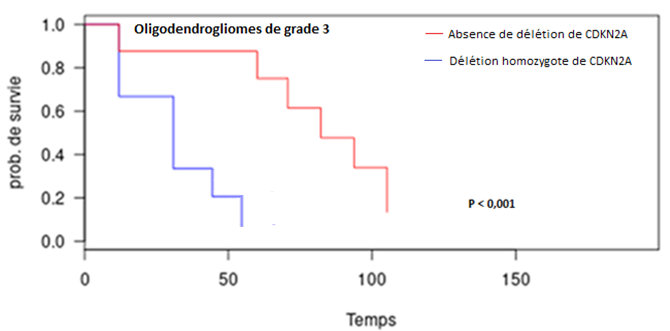 Oligodendrogliomes de grade 3
Absence de délétion de CDKN2A
Délétion homozygote de CDKN2A
prob. de survie
1.0
0.8
0.6
0.4
0.2
0.0
P < 0,001
0
50
100
150
Temps